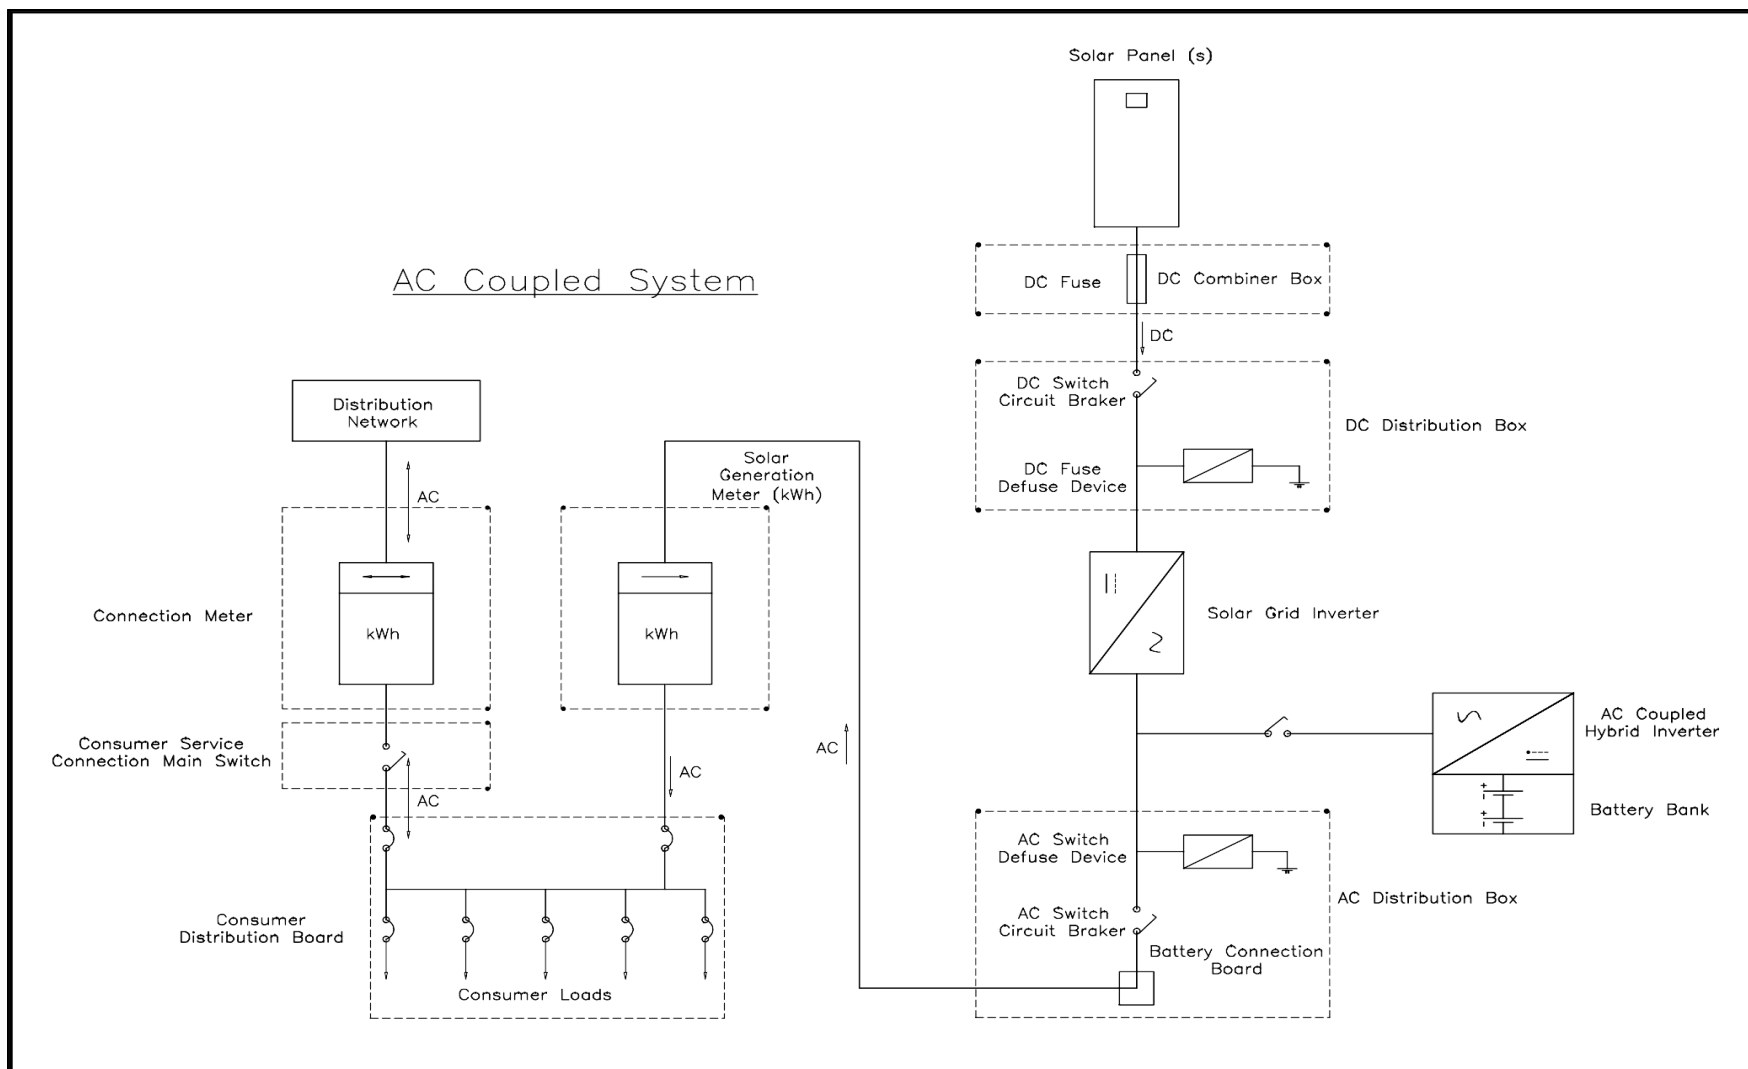 Solar Panel (s)
AC Coupled System
DC Fuse
DC Combiner Box
DC
DC Switch
Circuit Braker
DC Distribution Box
DC Fuse
Defuse Device
Distribution
Network
AC
Solar
Generation
Meter (kWh)
Connection Meter
kWh
kWh
Solar Grid Inverter
Consumer Service
Connection Main Switch
AC
AC
AC
AC Coupled
Hybrid Inverter
Battery Bank
AC Switch
Defuse Device
AC Distribution Box
AC Switch
Circuit Braker
Battery Connection
Board
Consumer
Distribution Board
Consumer Loads